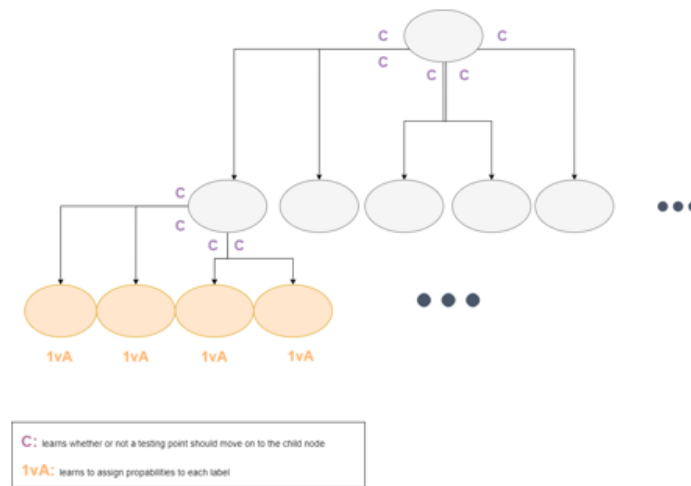 C C
C C C
C
C
C C
1vA 1vA 1vA 1vA
C: learns whether or not a testing point should move on to the child node
1vA: learns to assign propabilities to each label